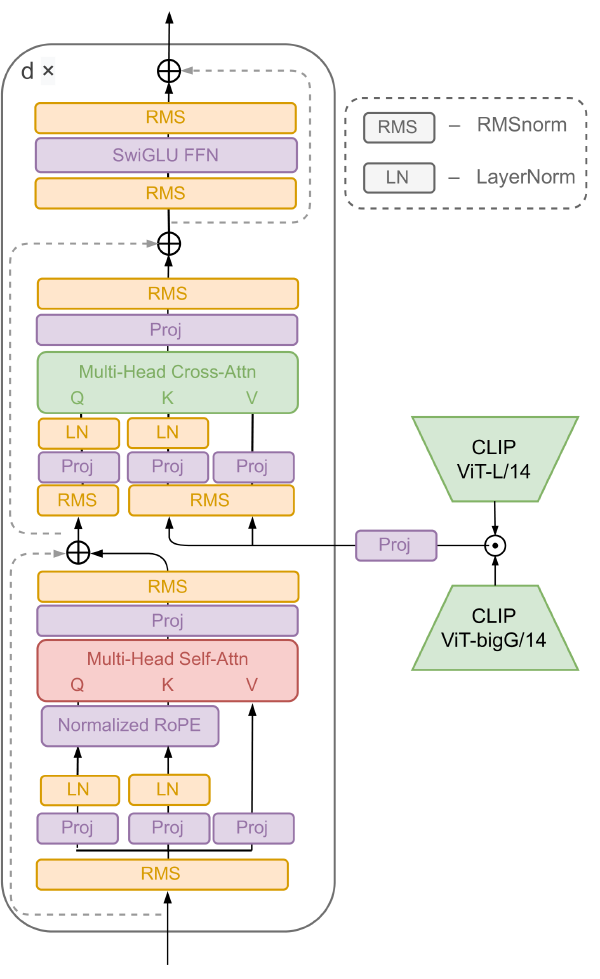 d ×
RMS
SwiGLU FFN
RMS
RMS – RMSnorm
LN – LayerNorm
RMS
Proj
Multi-Head Cross-Attn
Q K V
LN LN
Proj Proj Proj
RMS RMS
CLIP
ViT-L/14
Proj
CLIP
ViT-bigG/14
RMS
Proj
Multi-Head Self-Attn
Q K V
Normalized RoPE
LN LN
Proj Proj Proj
RMS